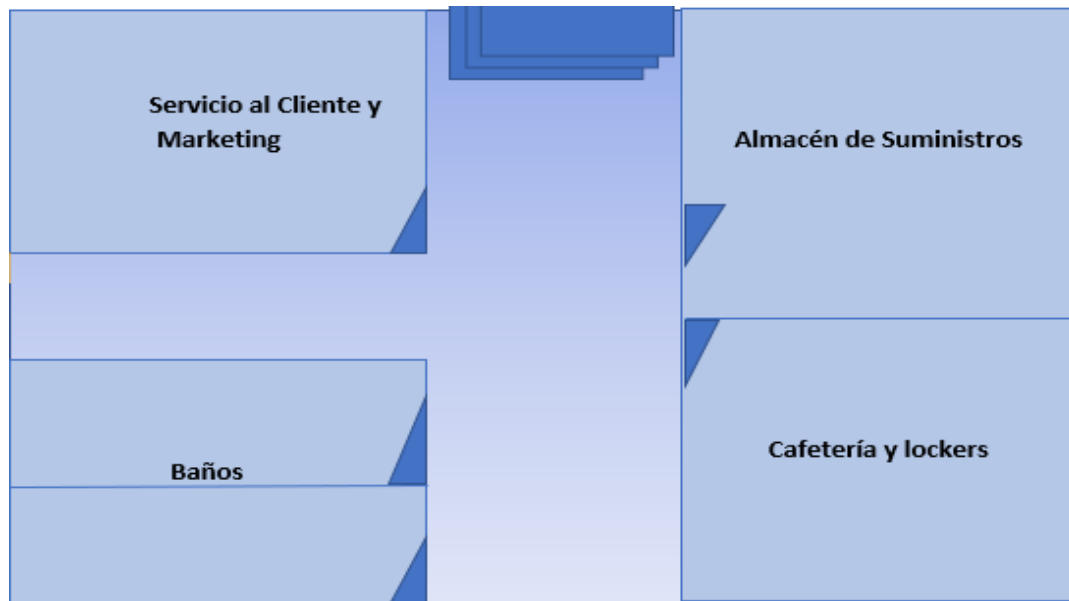 Servicio al Cliente y
Marketing
Almacén de Suministros
Baños
Cafetería y lockers